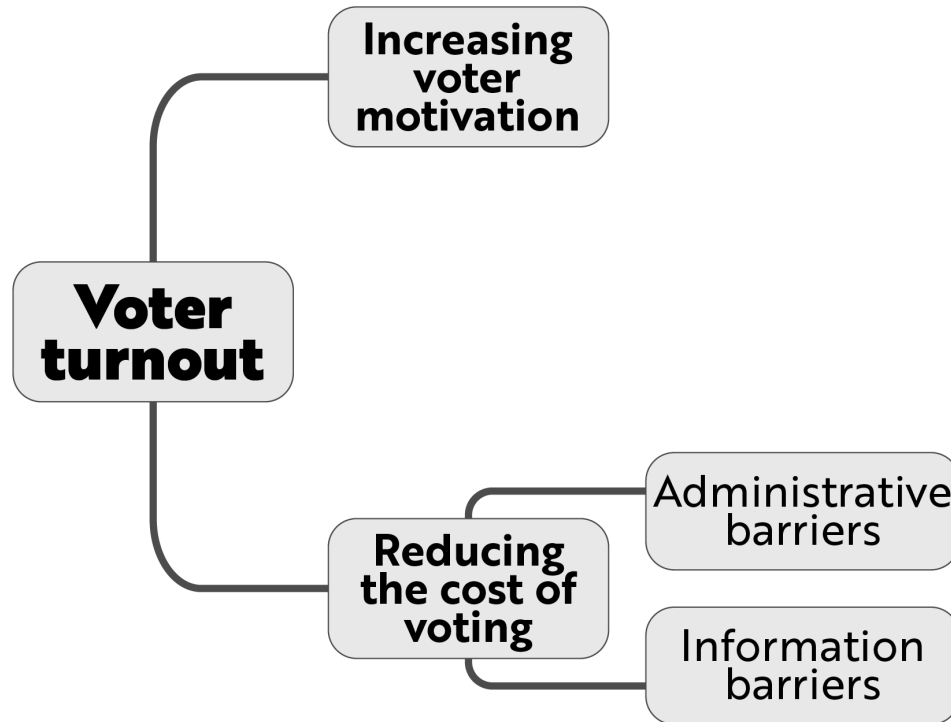 Increasing
voter
motivation
Voter
turnout
Reducing
the cost of
voting
Administrative
barriers
Information
barriers